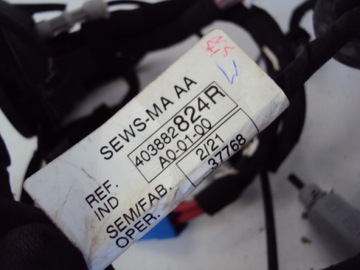 SEWS-MA AA
REF. 403882824R
IND A0-01-00
SEM/FAB. 2/21
OPER. 37768